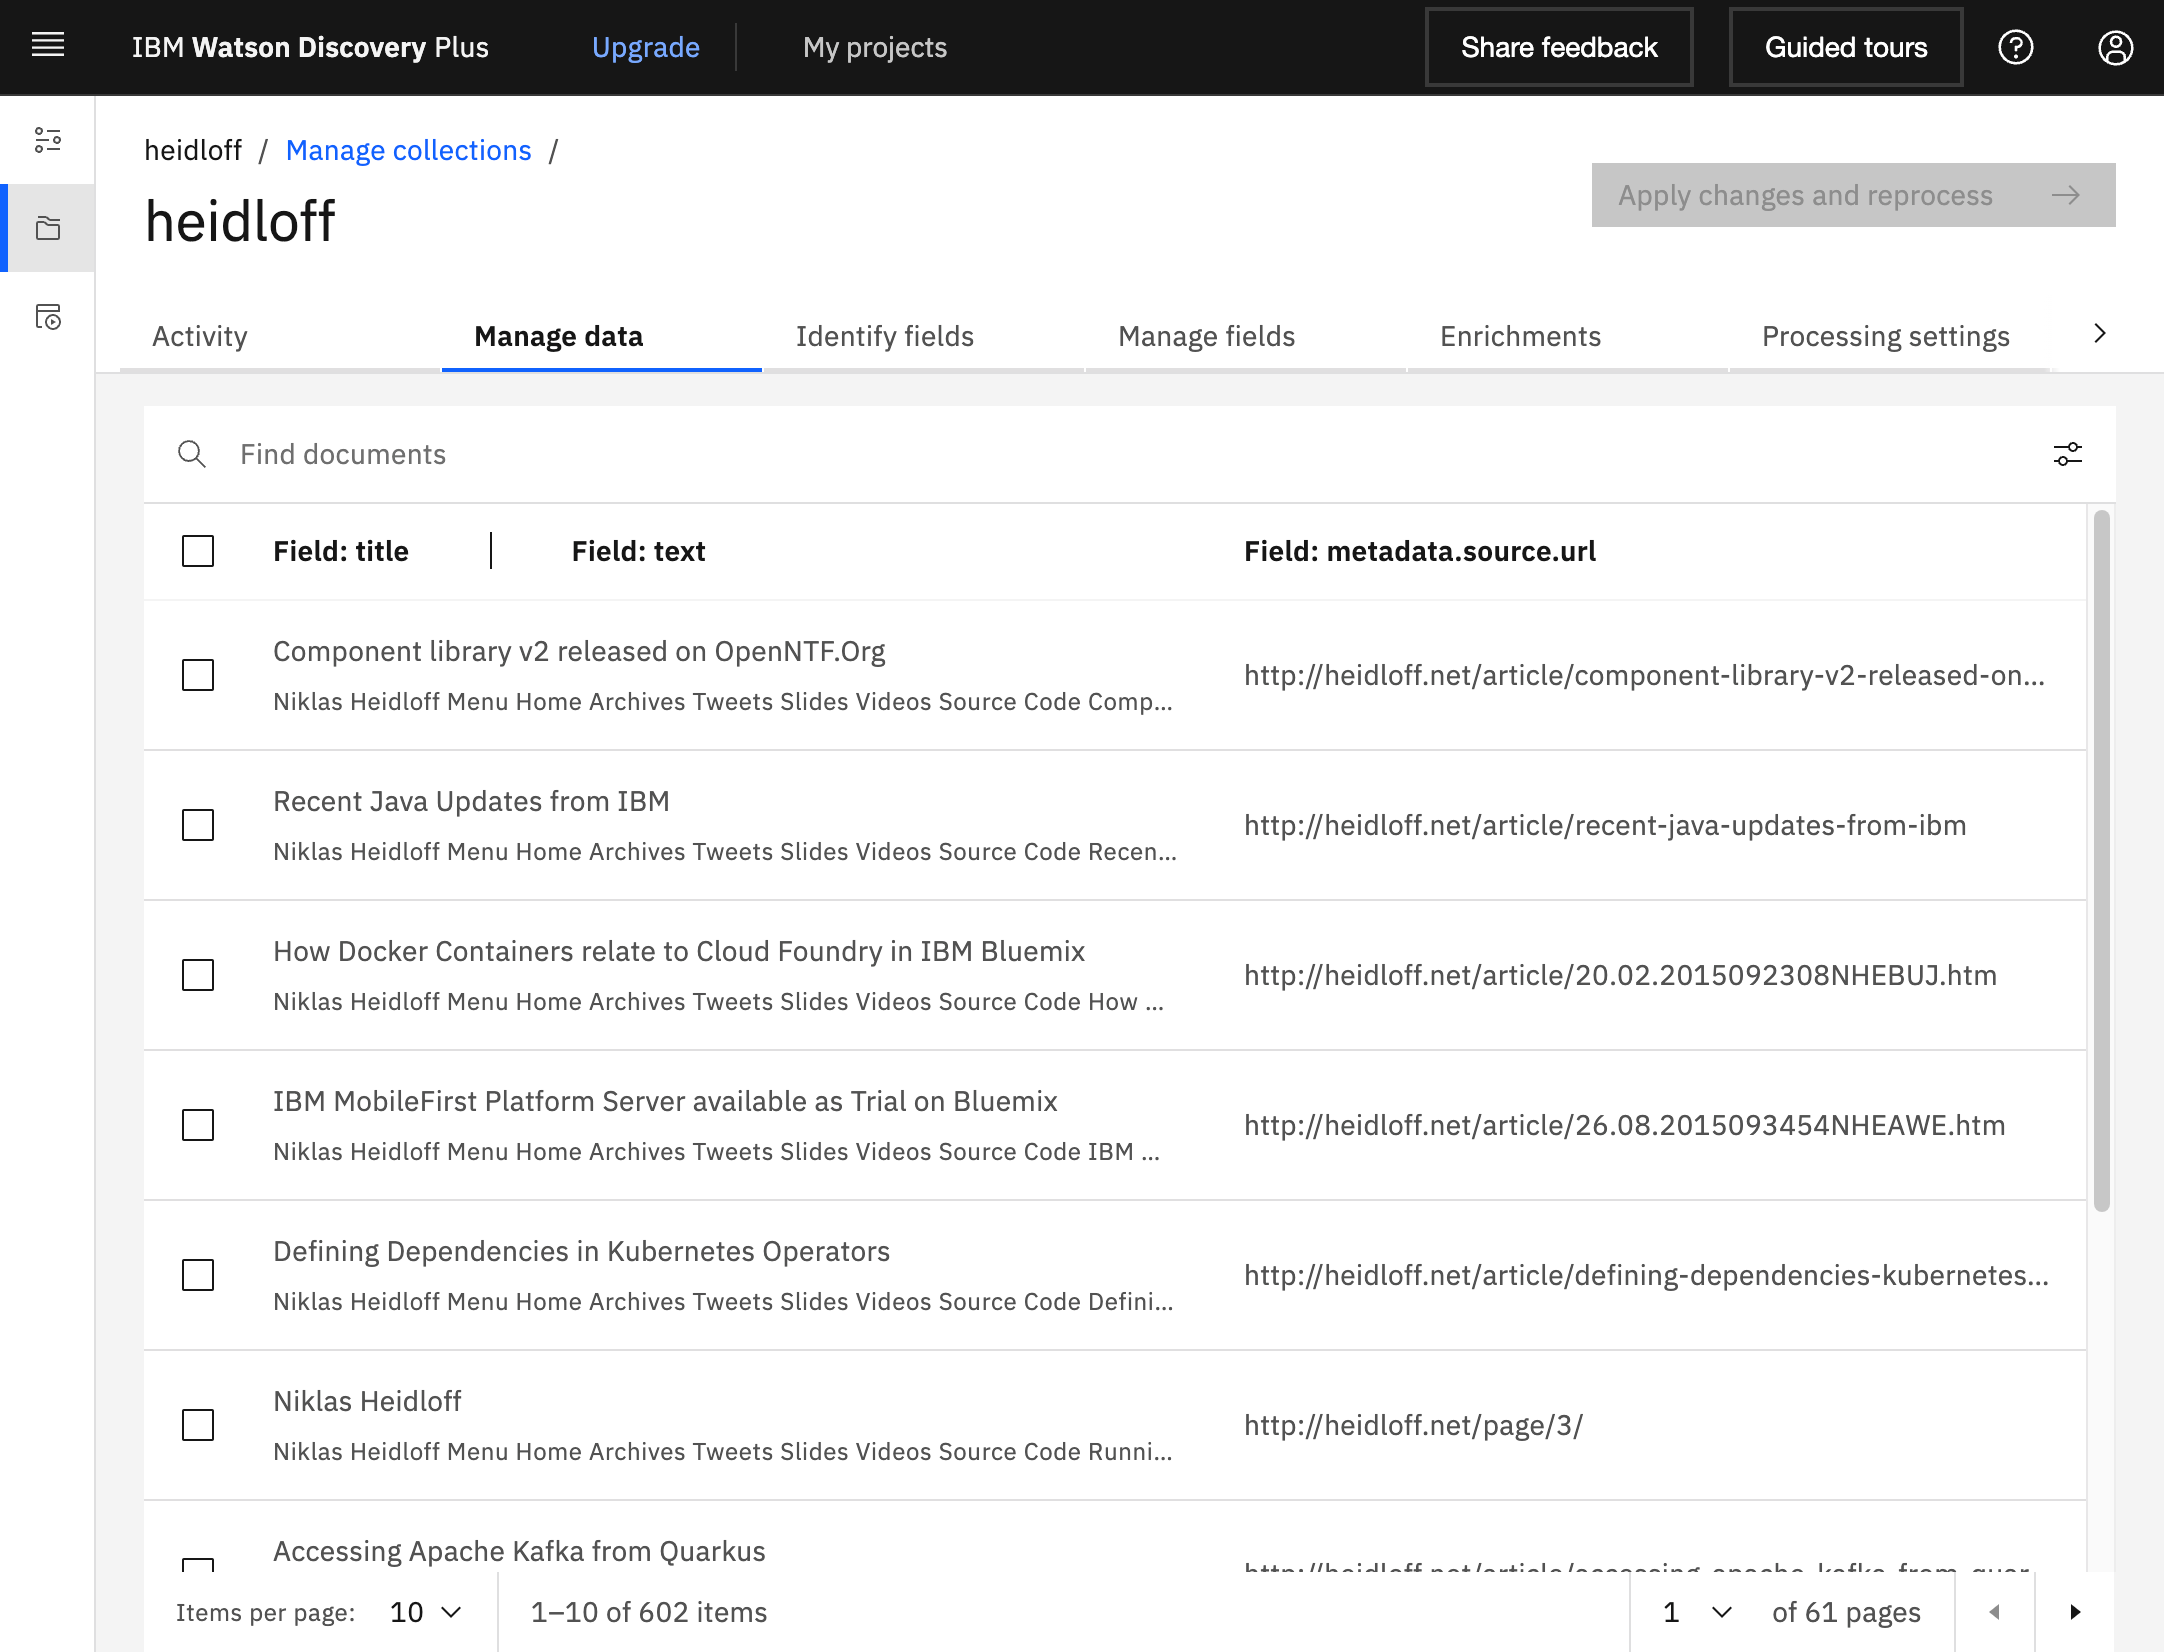 IBM Watson Discovery Plus Upgrade My projects Share feedback Guided tours
heidloff / Manage collections /
heidloff
Apply changes and reprocess
Activity Manage data Identify fields Manage fields Enrichments Processing settings
Find documents
Field: title Field: text Field: metadata.source.url
Component library v2 released on OpenNTF.Org
Niklas Heidloff Menu Home Archives Tweets Slides Videos Source Code Comp...
http://heidloff.net/article/component-library-v2-released-on...
Recent Java Updates from IBM
Niklas Heidloff Menu Home Archives Tweets Slides Videos Source Code Recen...
http://heidloff.net/article/recent-java-updates-from-ibm
How Docker Containers relate to Cloud Foundry in IBM Bluemix
Niklas Heidloff Menu Home Archives Tweets Slides Videos Source Code How ...
http://heidloff.net/article/20.02.2015092308NHEBUJ.htm
IBM MobileFirst Platform Server available as Trial on Bluemix
Niklas Heidloff Menu Home Archives Tweets Slides Videos Source Code IBM ...
http://heidloff.net/article/26.08.2015093454NHEAWE.htm
Defining Dependencies in Kubernetes Operators
Niklas Heidloff Menu Home Archives Tweets Slides Videos Source Code Defini...
http://heidloff.net/article/defining-dependencies-kubernetes...
Niklas Heidloff
Niklas Heidloff Menu Home Archives Tweets Slides Videos Source Code Runni...
http://heidloff.net/page/3/
Accessing Apache Kafka from Quarkus
http://heidloff.net/article/accessing-apache-kafka-from-quar...
Items per page: 10 1–10 of 602 items 1 of 61 pages